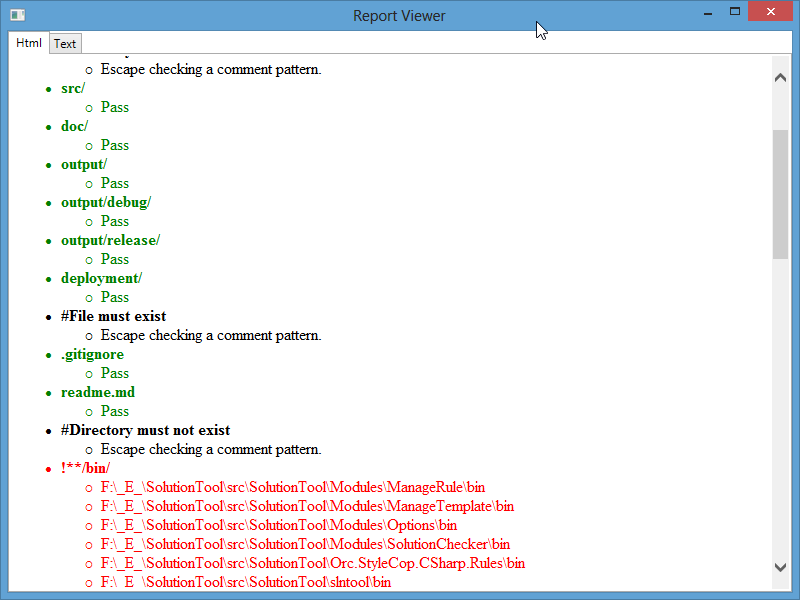 Report Viewer
Html
Text
Escape checking a comment pattern.
src/
Pass
doc/
Pass
output/
Pass
output/debug/
Pass
output/release/
Pass
deployment/
Pass
#File must exist
Escape checking a comment pattern.
.gitignore
Pass
readme.md
Pass
#Directory must not exist
Escape checking a comment pattern.
!**/bin/
F:\_E_\SolutionTool\src\SolutionTool\Modules\ManageRule\bin
F:\_E_\SolutionTool\src\SolutionTool\Modules\ManageTemplate\bin
F:\_E_\SolutionTool\src\SolutionTool\Modules\Options\bin
F:\_E_\SolutionTool\src\SolutionTool\Modules\SolutionChecker\bin
F:\_E_\SolutionTool\src\SolutionTool\Orc.StyleCop.CSharp.Rules\bin
F:\_E_\SolutionTool\src\SolutionTool\slntool\bin